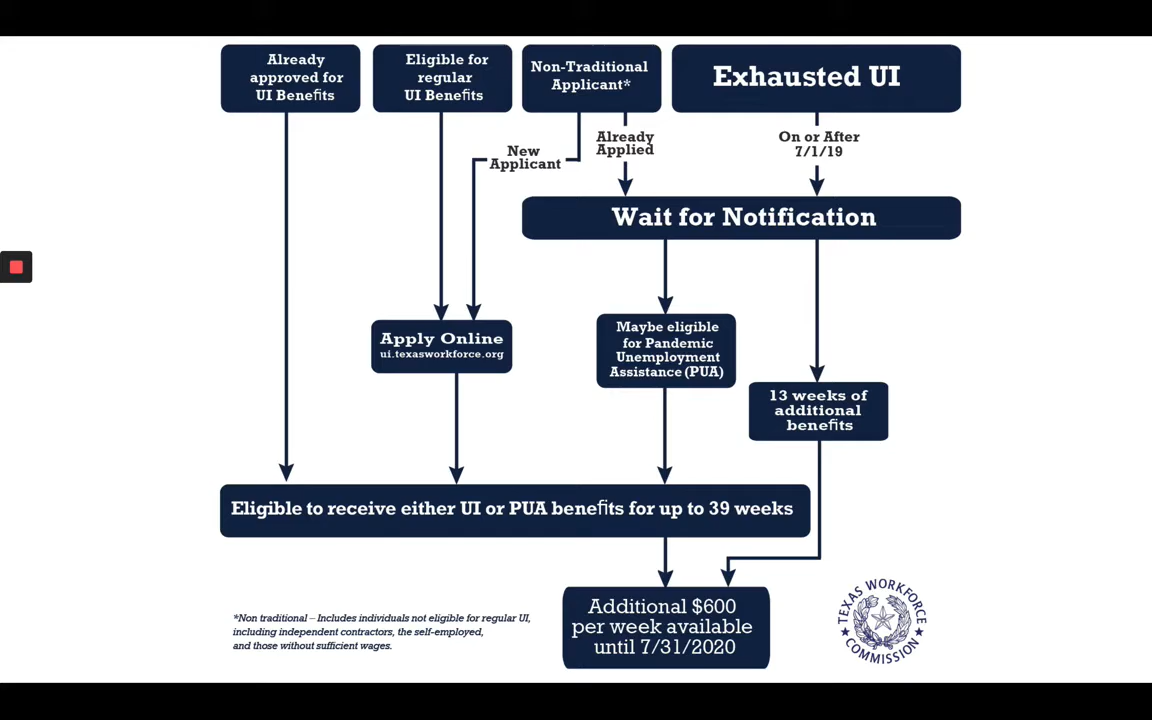 Already
approved for
UI Benefits
Eligible for
regular
UI Benefits
Non-Traditional
Applicant*
Exhausted UI
New
Applicant
Already
Applied
On or After
7/1/19
Wait for Notification
Apply Online
ui.texasworkforce.org
Maybe eligible
for Pandemic
Unemployment
Assistance (PUA)
13 weeks of
additional
benefits
Eligible to receive either UI or PUA benefits for up to 39 weeks
Additional $600
per week available
until 7/31/2020
*Non traditional – Includes individuals not eligible for regular UI,
including independent contractors, the self-employed,
and those without sufficient wages.
TEXAS WORKFORCE
COMMISSION